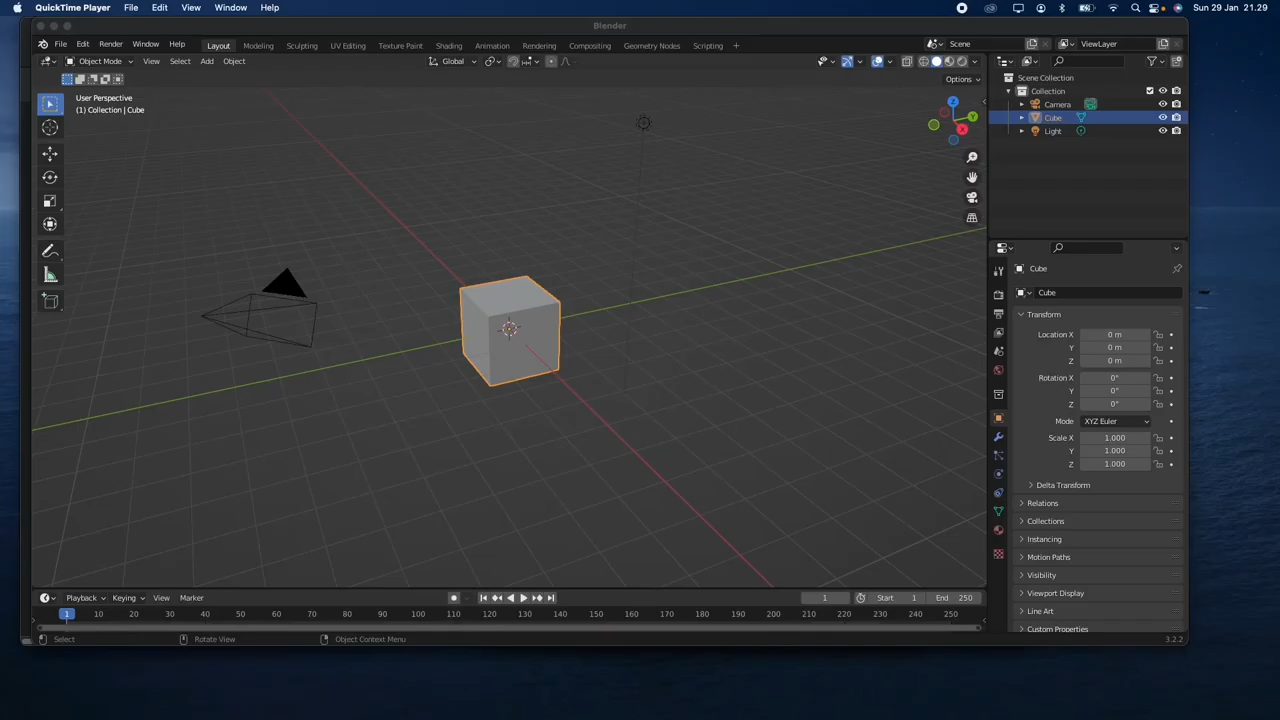 QuickTime Player File Edit View Window Help Sun 29 Jan 21.29
Blender
File Edit Render Window Help Layout Modeling Sculpting UV Editing Texture Paint Shading Animation Rendering Compositing Geometry Nodes Scripting + Scene ViewLayer
Object Mode View Select Add Object Global
Options
User Perspective
(1) Collection | Cube
Z
Y
X
Scene Collection
Collection
Camera
Cube
Light
Cube
Cube
Transform
Location X 0 m
Y 0 m
Z 0 m
Rotation X 0°
Y 0°
Z 0°
Mode XYZ Euler
Scale X 1.000
Y 1.000
Z 1.000
Delta Transform
Relations
Collections
Instancing
Motion Paths
Visibility
Viewport Display
Line Art
Custom Properties
Playback Keying View Marker 1 Start 1 End 250
1 10 20 30 40 50 60 70 80 90 100 110 120 130 140 150 160 170 180 190 200 210 220 230 240 250
Select Rotate View Object Context Menu 3.2.2